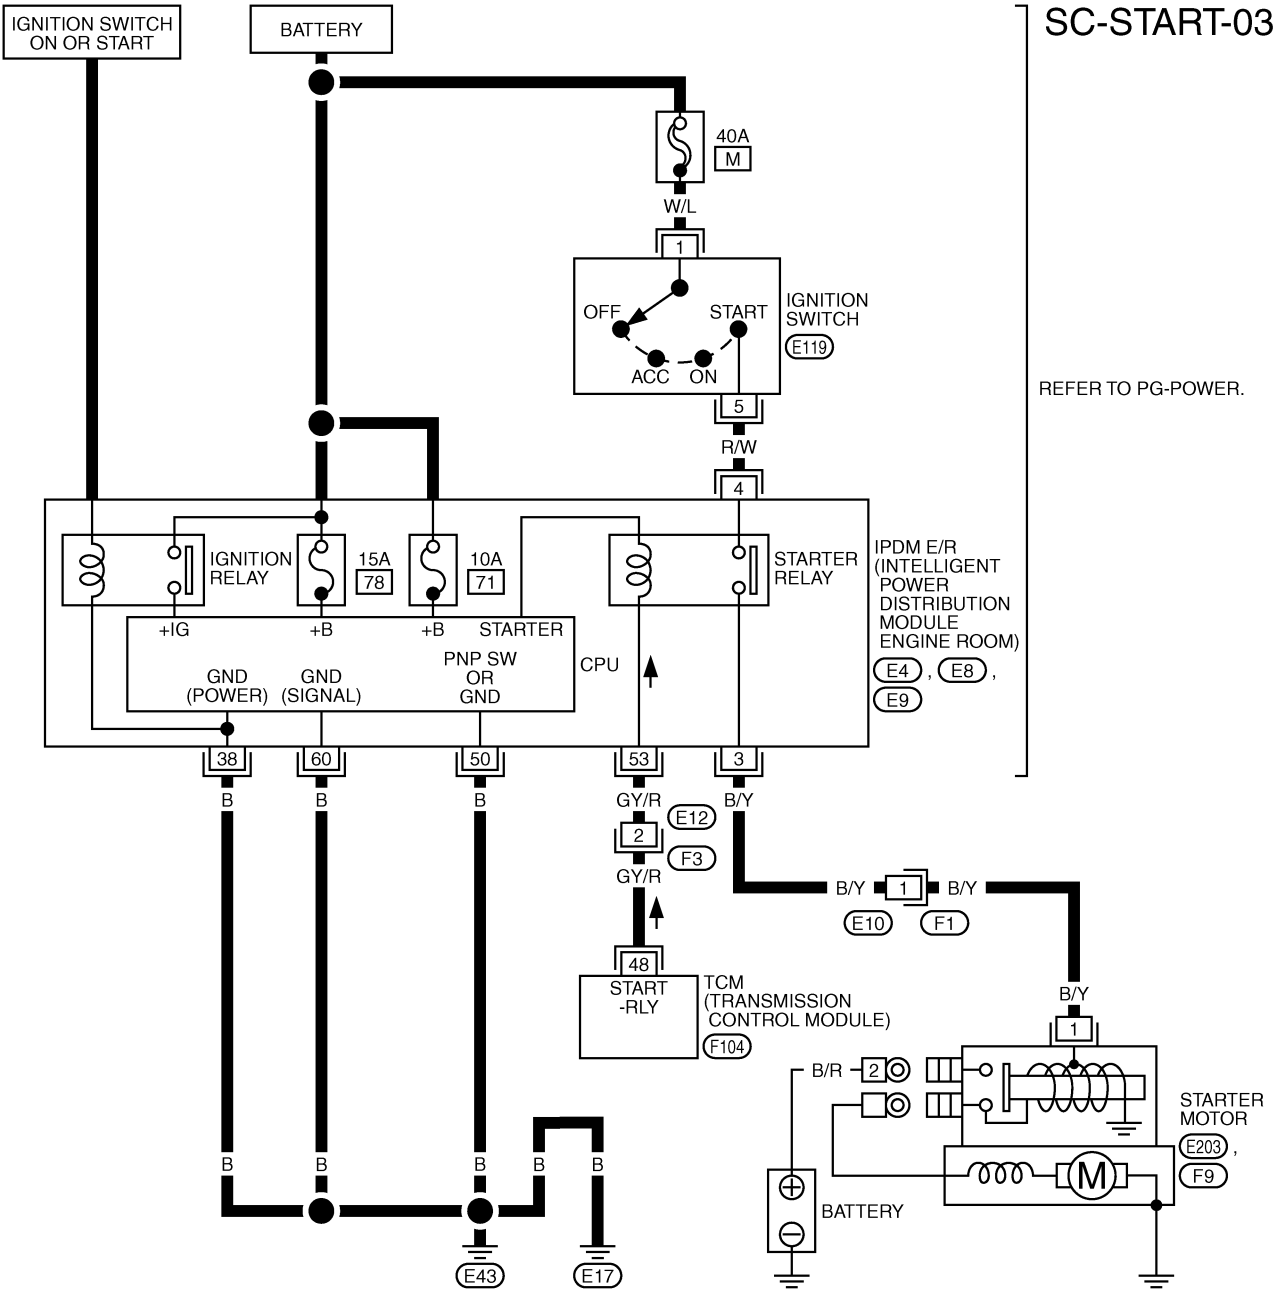 IGNITION SWITCH
ON OR START
BATTERY
SC-START-03
40A
M
W/L
1
OFF
START
ACC
ON
IGNITION
SWITCH
E119
5
REFER TO PG-POWER.
R/W
4
IGNITION
RELAY
15A
78
10A
71
STARTER
RELAY
IPDM E/R
(INTELLIGENT
POWER
DISTRIBUTION
MODULE
ENGINE ROOM)
E4 , E8 ,
E9
+IG
+B
+B
STARTER
CPU
GND
(POWER)
GND
(SIGNAL)
PNP SW
OR
GND
38
60
50
53
3
B
B
B
GY/R
B/Y
E12
2
F3
GY/R
B/Y
1
B/Y
E10
F1
48
START
-RLY
TCM
(TRANSMISSION
CONTROL MODULE)
F104
B/Y
1
B/R
2
STARTER
MOTOR
E203 ,
F9
M
B
B
B
B
B
BATTERY
E43
E17